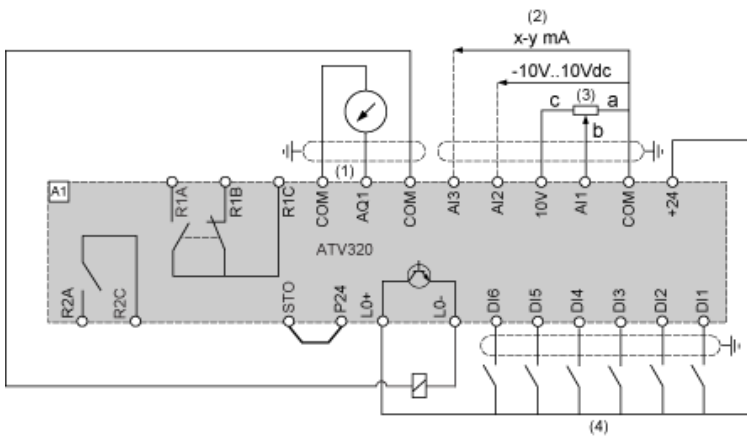 (2)
x-y mA
-10V..10Vdc
c (3) a
b
(1)
A1
R1A R1B R1C COM AQ1 COM AI3 AI2 10V AI1 COM +24
ATV320
R2A R2C STO P24 L0+ L0- DI6 DI5 DI4 DI3 DI2 DI1
(4)